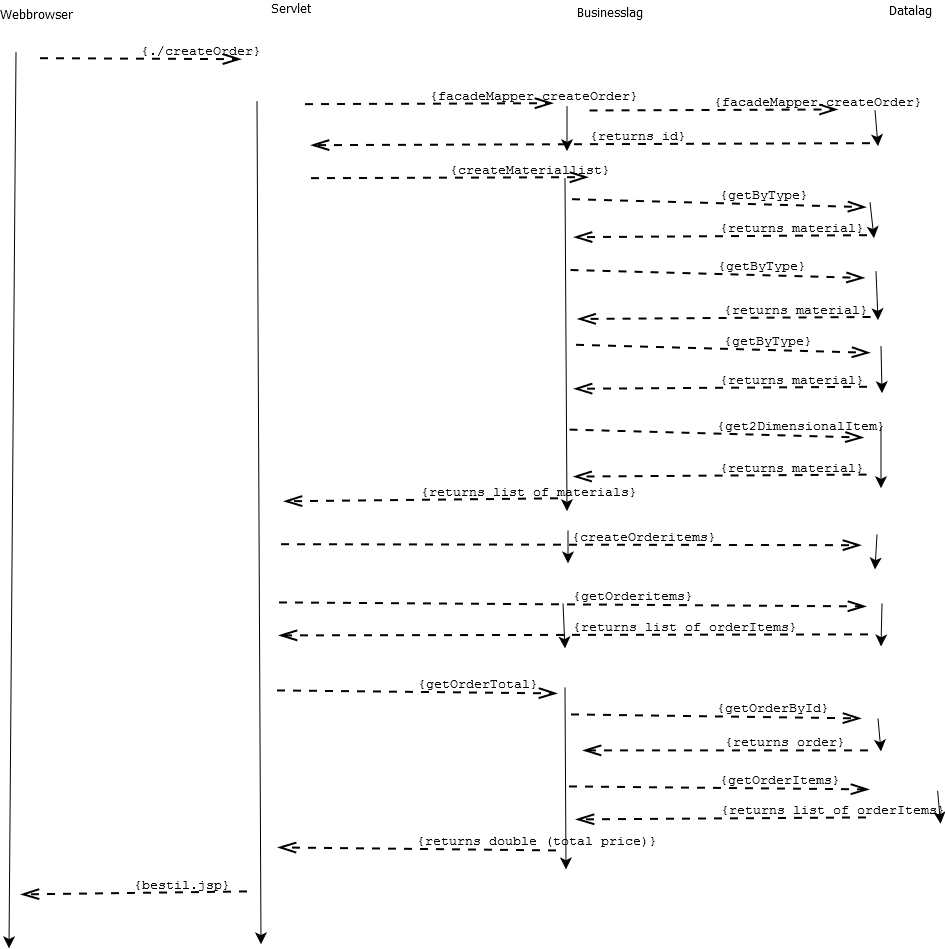 Webbrowser
Servlet
Businesslag
Datalag
{./createOrder}
{facadeMapper.createOrder}
{facadeMapper.createOrder}
{returns id}
{createMateriallist}
{getByType}
{returns material}
{getByType}
{returns material}
{getByType}
{returns material}
{get2DimensionalItem}
{returns material}
{returns list of materials}
{createOrderitems}
{getOrderitems}
{returns list of orderItems}
{getOrderTotal}
{getOrderById}
{returns order}
{getOrderItems}
{returns list of orderItems}
{returns double (total price)}
{bestil.jsp}